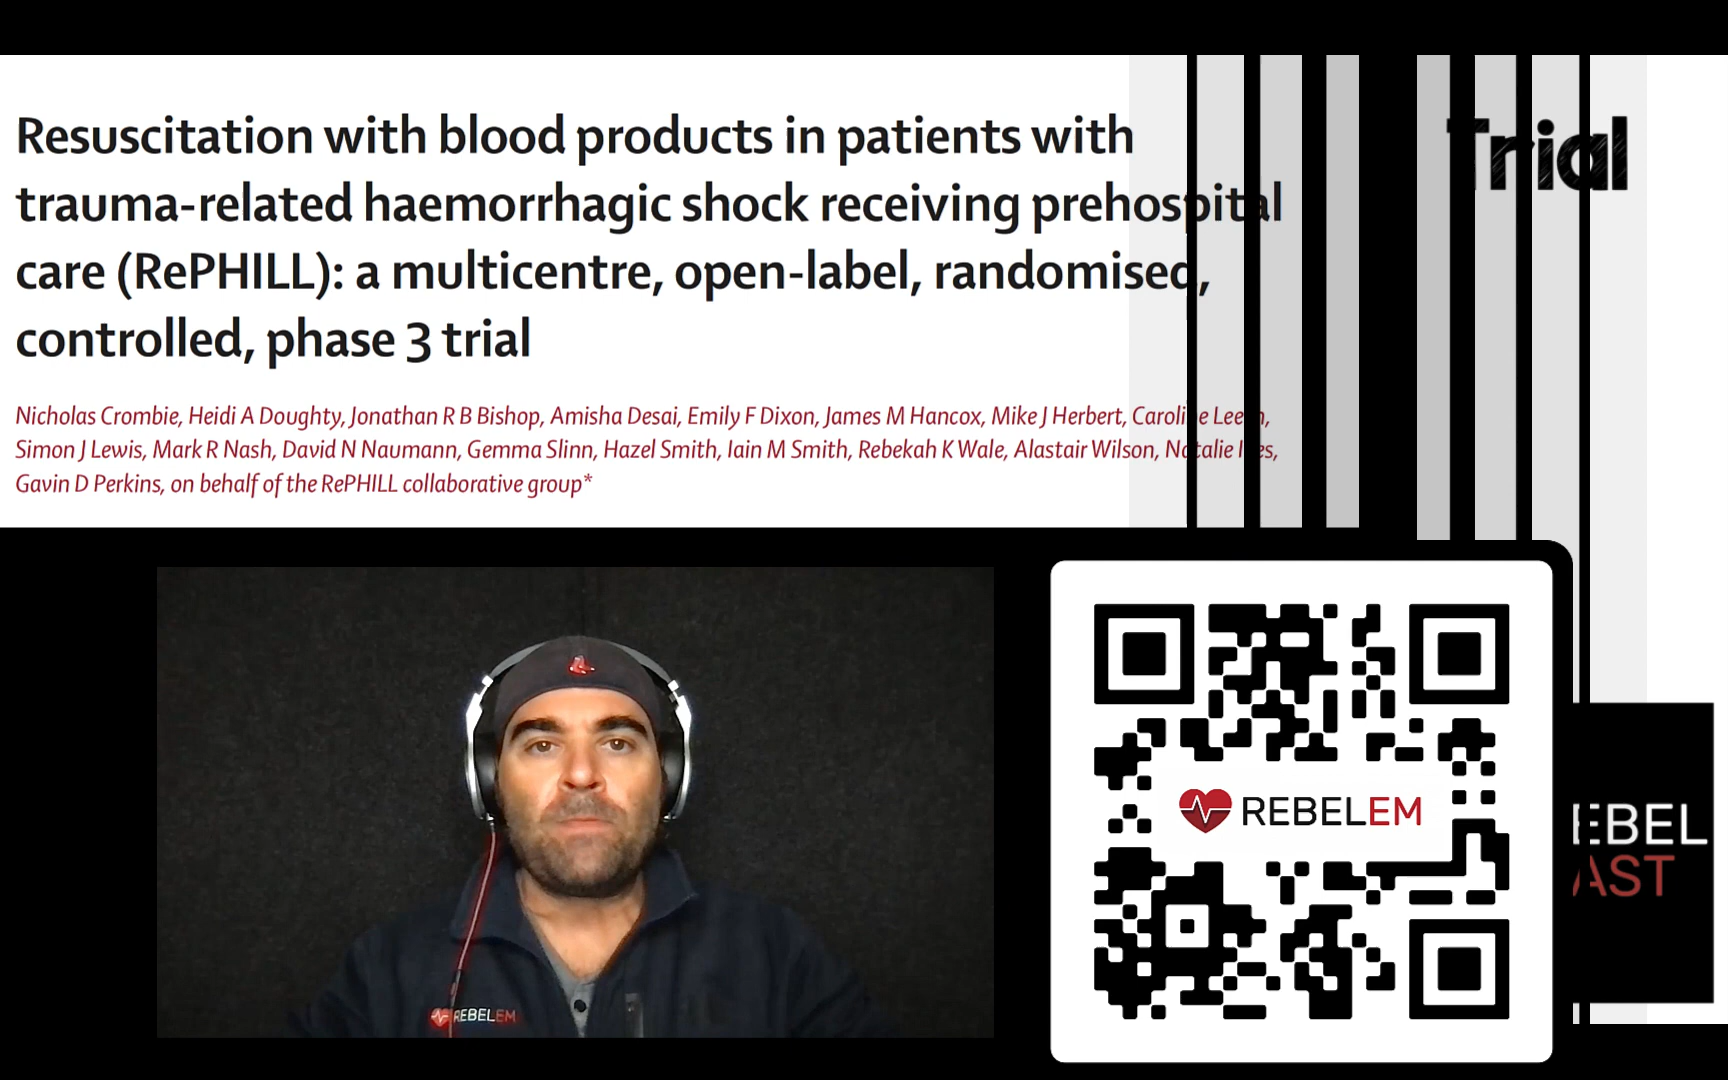 Resuscitation with blood products in patients with
trauma-related haemorrhagic shock receiving prehospital
care (RePHILL): a multicentre, open-label, randomised,
controlled, phase 3 trial
Nicholas Crombie, Heidi A Doughty, Jonathan R B Bishop, Amisha Desai, Emily F Dixon, James M Hancox, Mike J Herbert, Caroline Leech,
Simon J Lewis, Mark R Nash, David N Naumann, Gemma Slinn, Hazel Smith, Iain M Smith, Rebekah K Wale, Alastair Wilson, Natalie Ives,
Gavin D Perkins, on behalf of the RePHILL collaborative group*
Trial
REBELEM
EBEL
AST
REBELEM